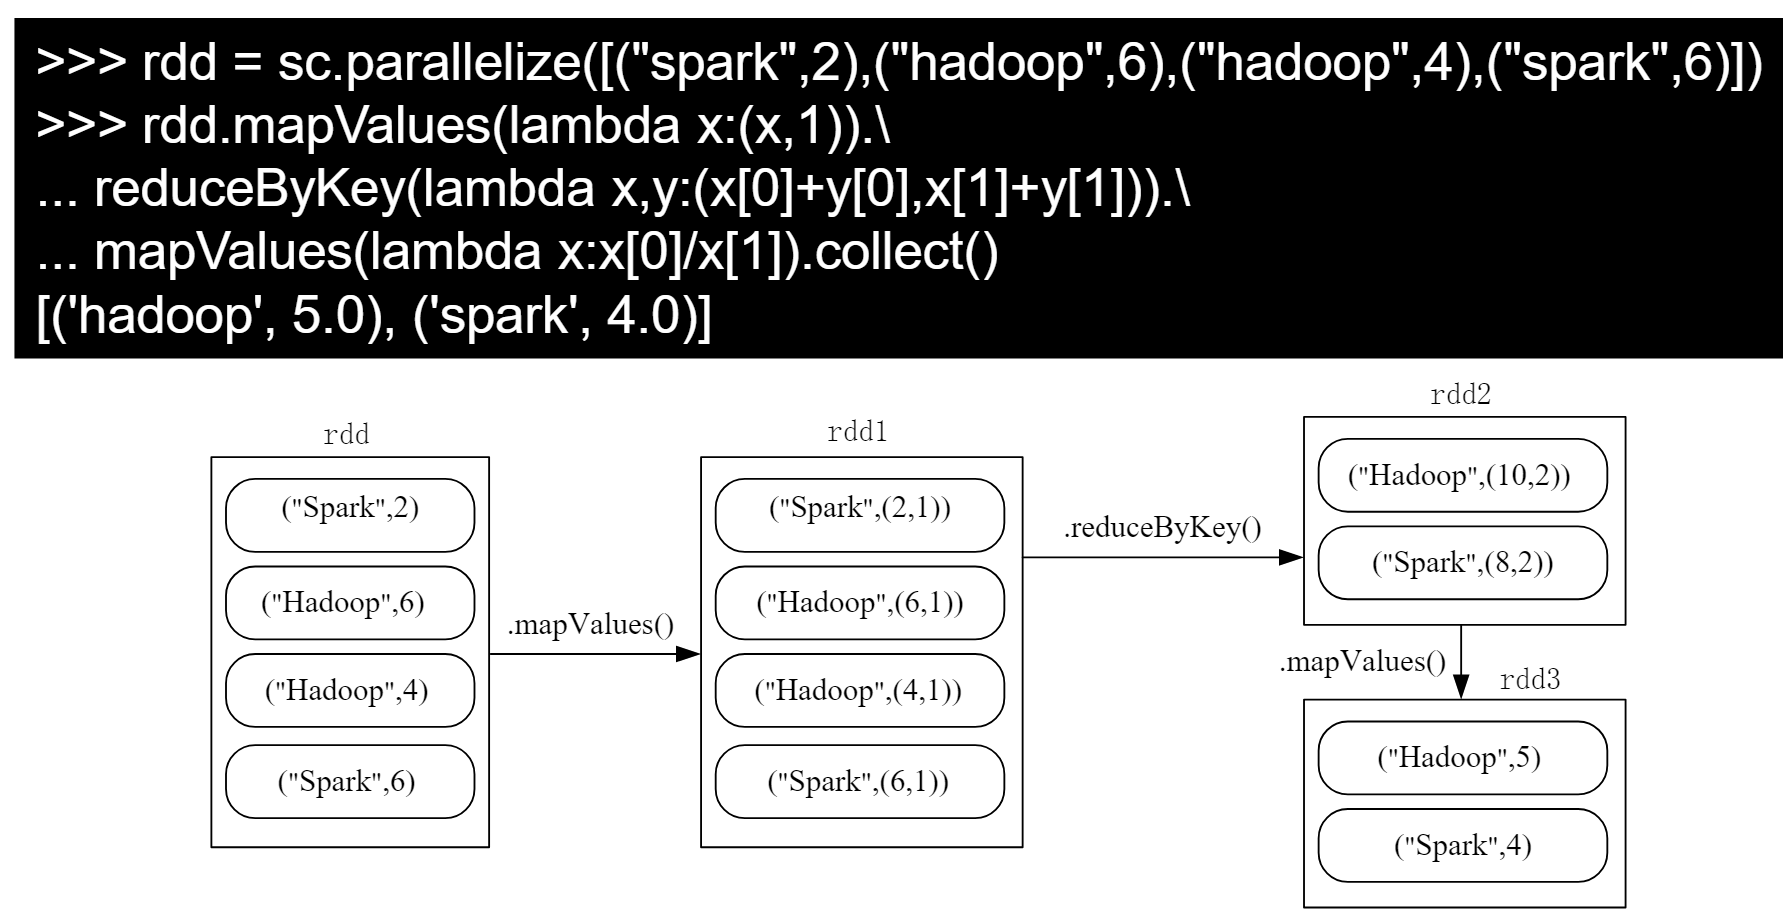 >>> rdd = sc.parallelize([("spark",2),("hadoop",6),("hadoop",4),("spark",6)])
>>> rdd.mapValues(lambda x:(x,1)).\
... reduceByKey(lambda x,y:(x[0]+y[0],x[1]+y[1])).\
... mapValues(lambda x:x[0]/x[1]).collect()
[('hadoop', 5.0), ('spark', 4.0)]
rdd
("Spark",2)
("Hadoop",6)
("Hadoop",4)
("Spark",6)
.mapValues()
rdd1
("Spark",(2,1))
("Hadoop",(6,1))
("Hadoop",(4,1))
("Spark",(6,1))
.reduceByKey()
rdd2
("Hadoop",(10,2))
("Spark",(8,2))
.mapValues()
rdd3
("Hadoop",5)
("Spark",4)